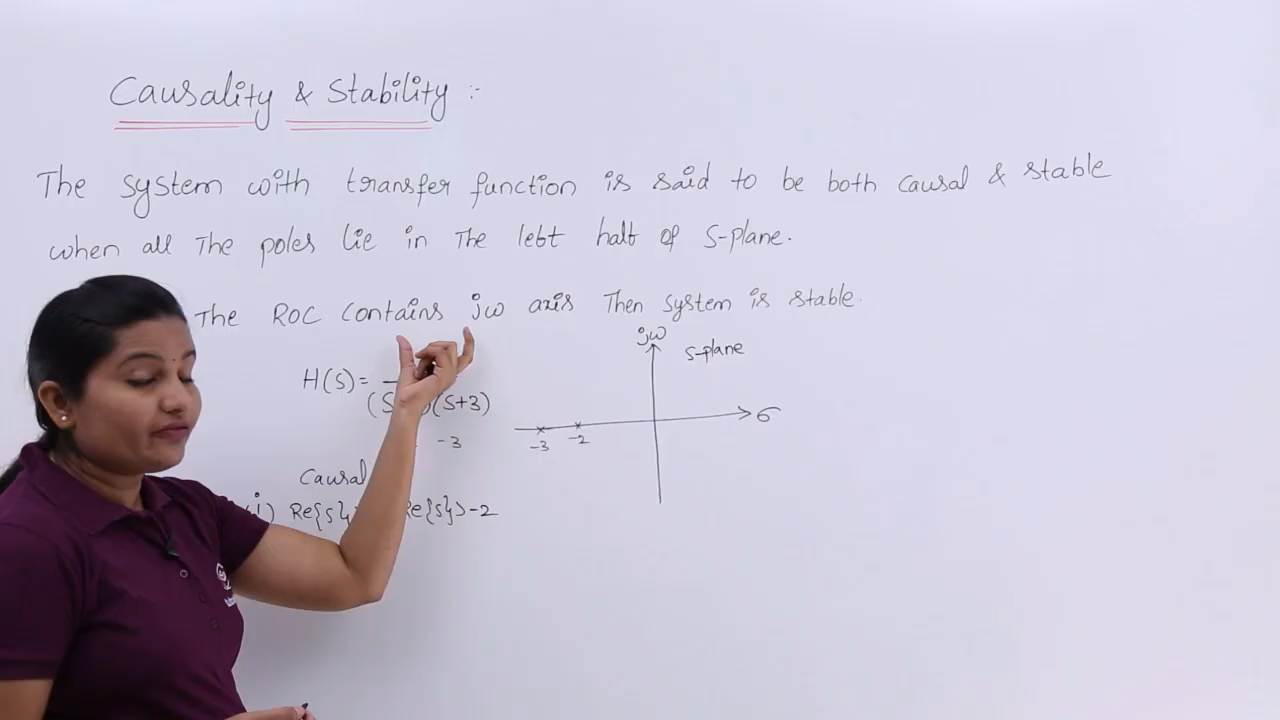 Causality & Stability :-
The system with transfer function is said to be both causal & stable
when all The poles lie in The lebt halt of S-plane.
The ROC contains jω axis Then system is stable.
jω
S-plane
H(S)=
(S )(S+3)
σ
-3 -2
-3
Causal
(i) Re{s} Re{s}>-2